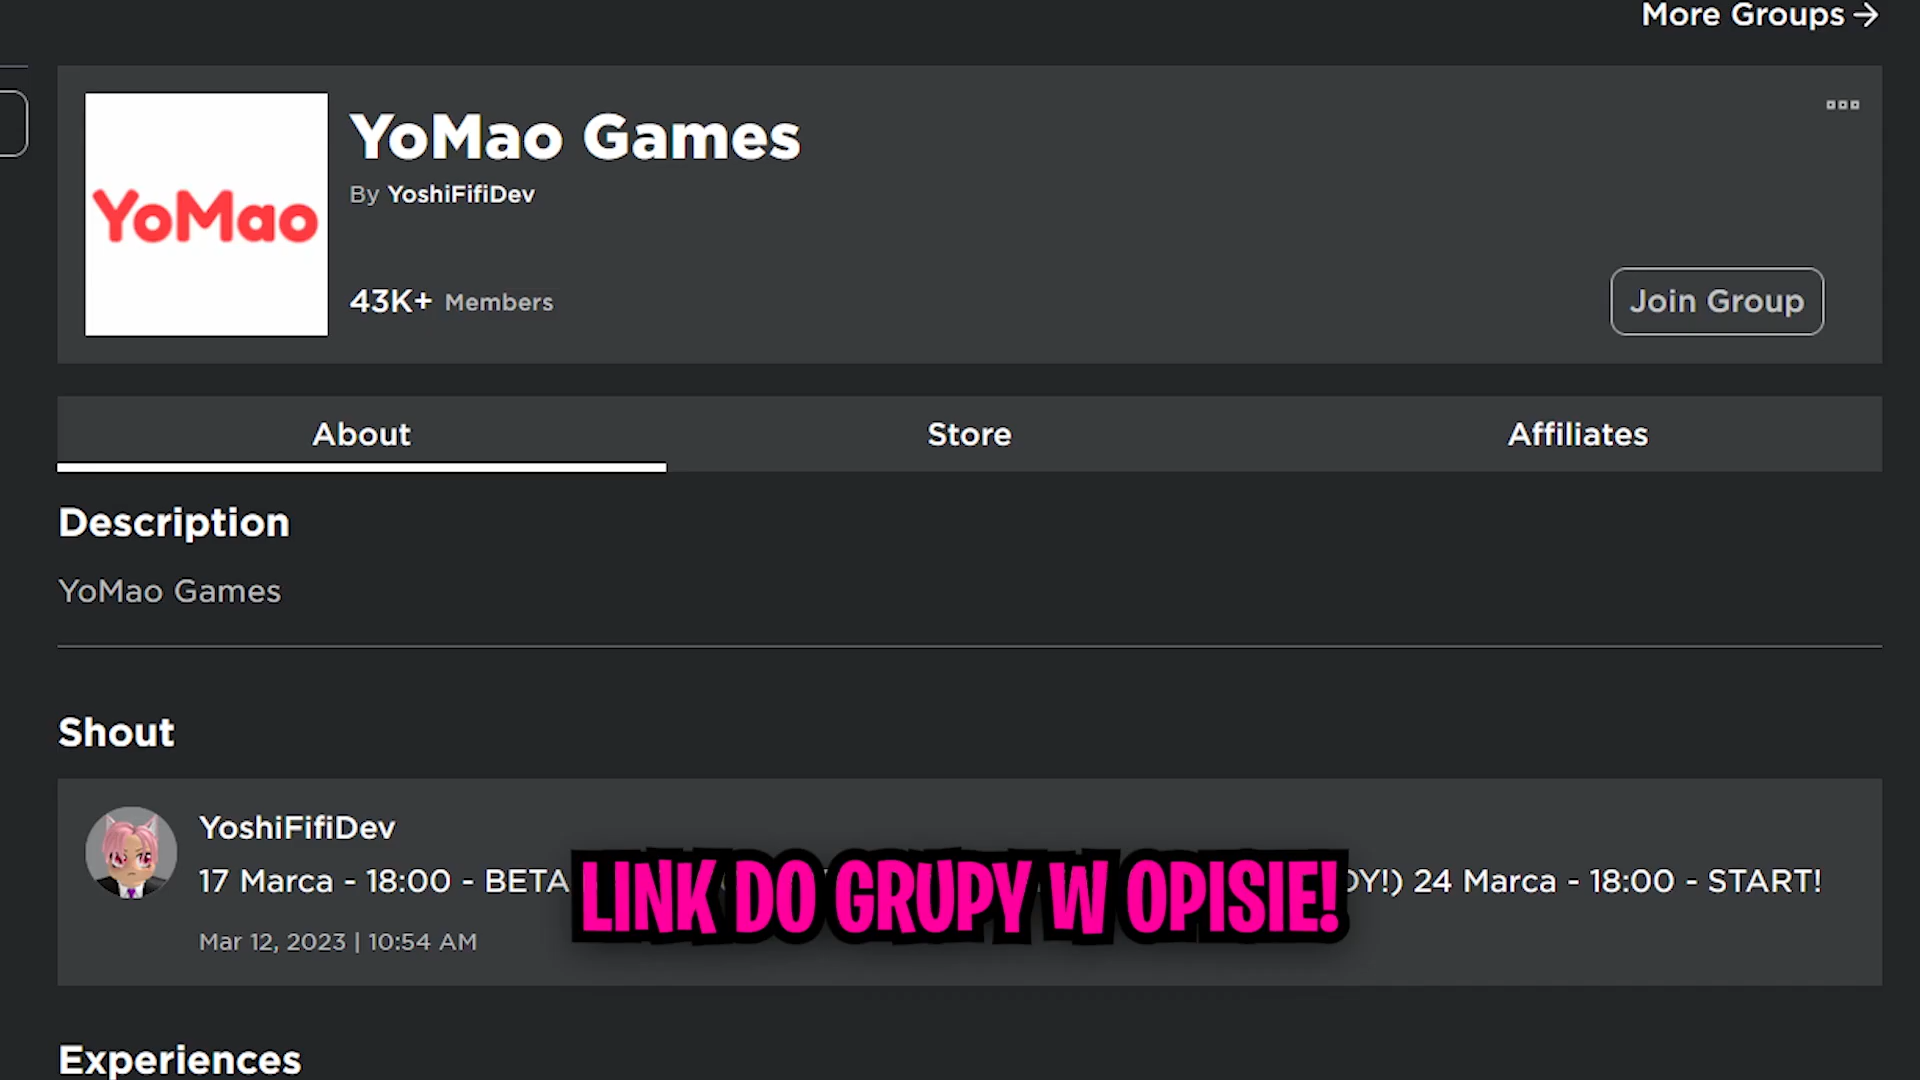 More Groups
YoMao
YoMao Games
By YoshiFifiDev
43K+ Members
Join Group
About
Store
Affiliates
Description
YoMao Games
Shout
YoshiFifiDev
17 Marca - 18:00 - BETA
24 Marca - 18:00 - START!
LINK DO GRUPY W OPISIE!
Mar 12, 2023 | 10:54 AM
Experiences